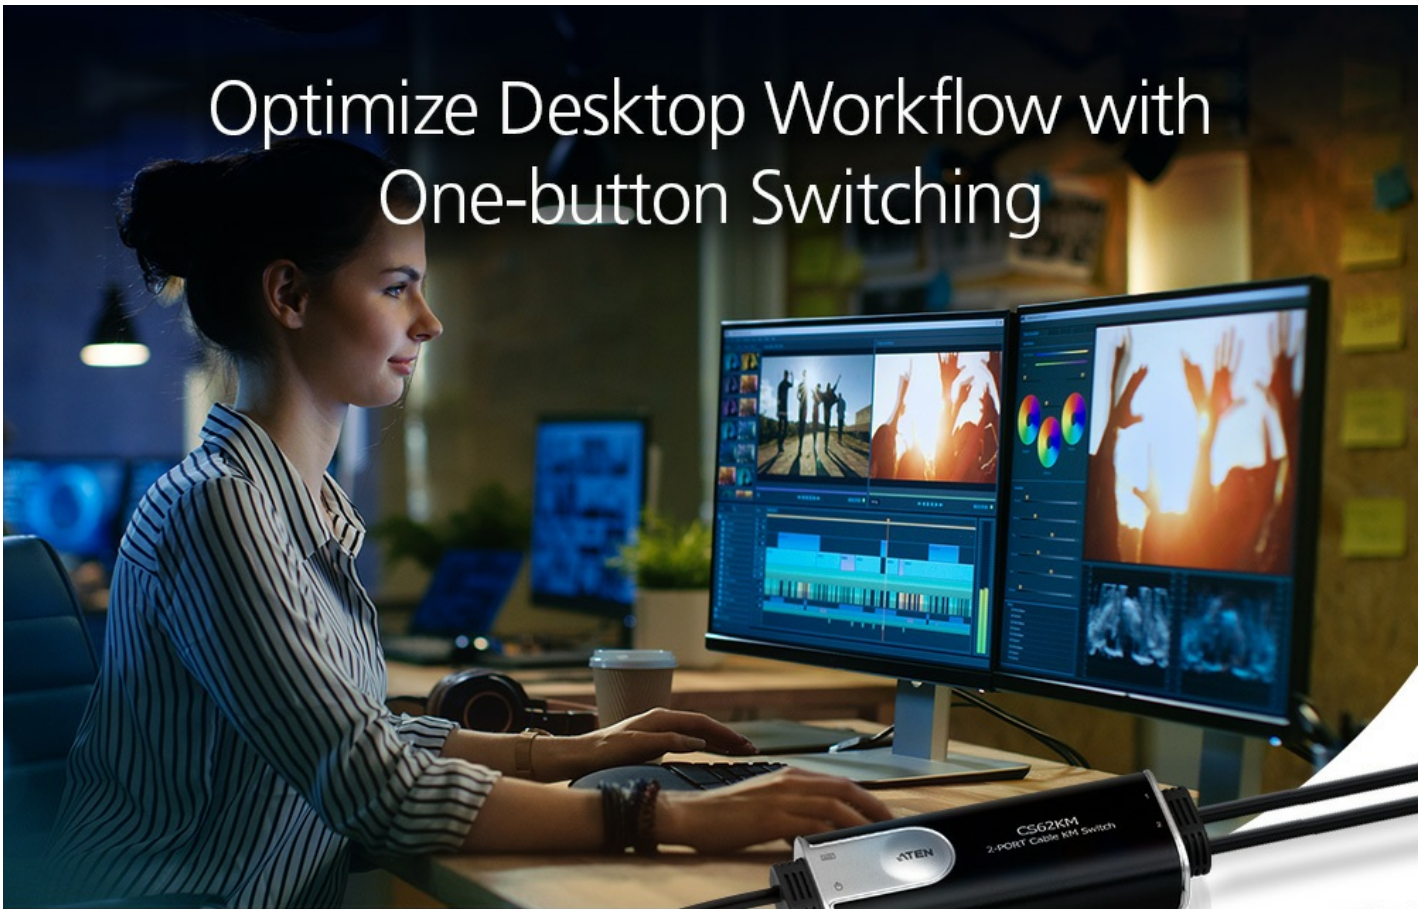 Optimize Desktop Workflow with
One-button Switching
CS62KM
2-PORT Cable KM Switch
ATEN